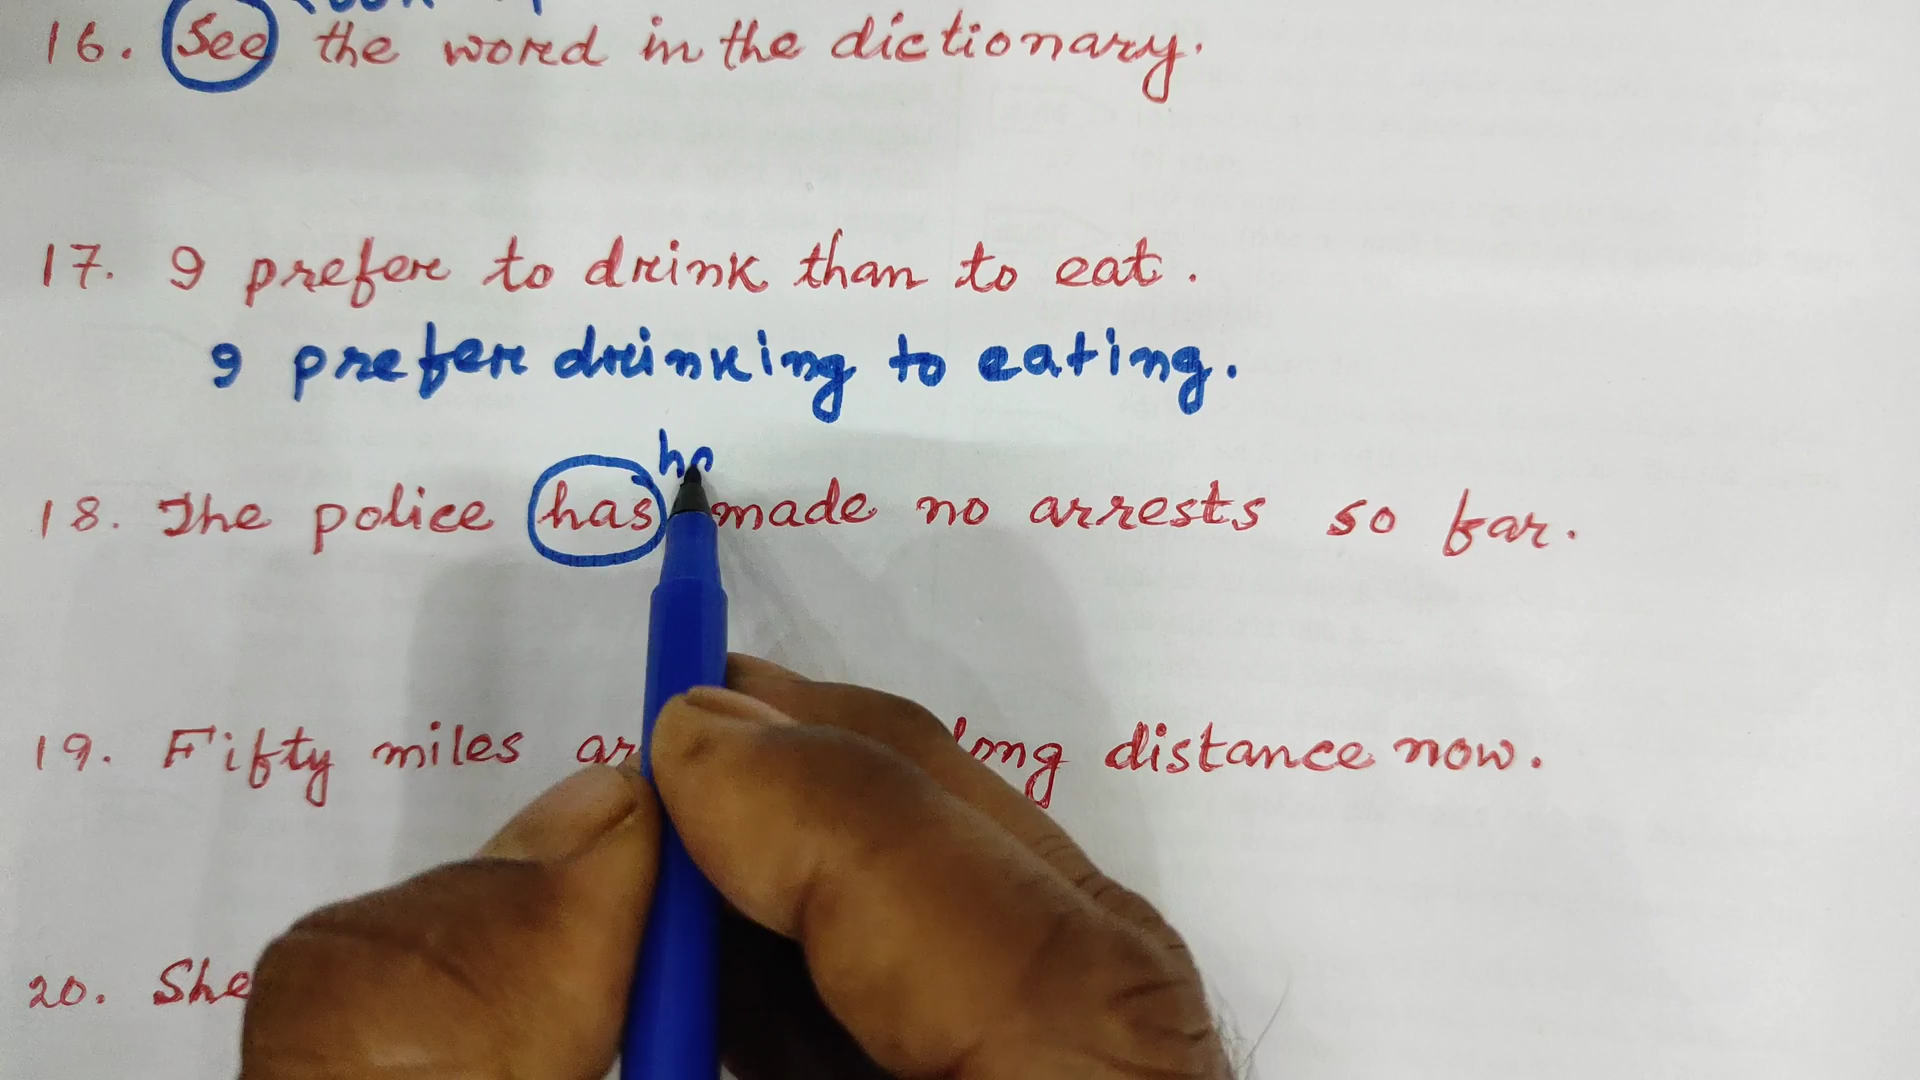 16. See the word in the dictionary.
17. I prefer to drink than to eat.
I prefer drinking to eating.
18. The police has made no arrests so far.
19. Fifty miles long distance now.
20. She